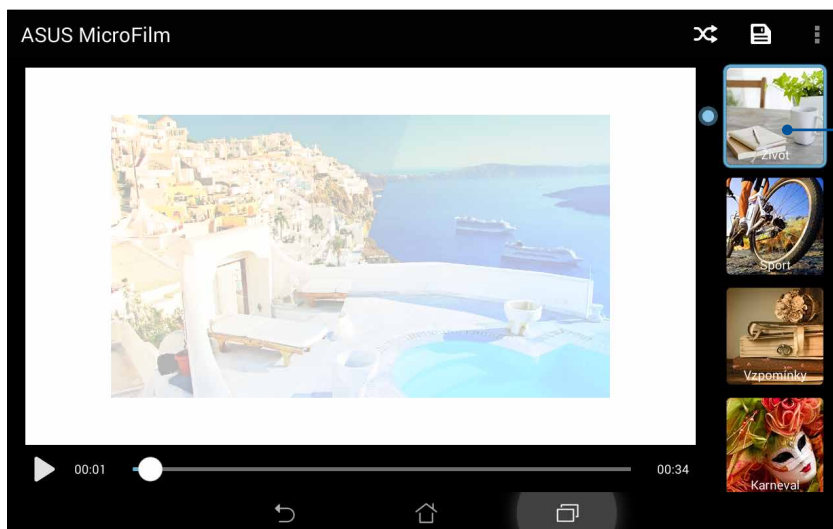 ASUS MicroFilm
Život
Sport
Vzpomínky
Karneval
00:01
00:34